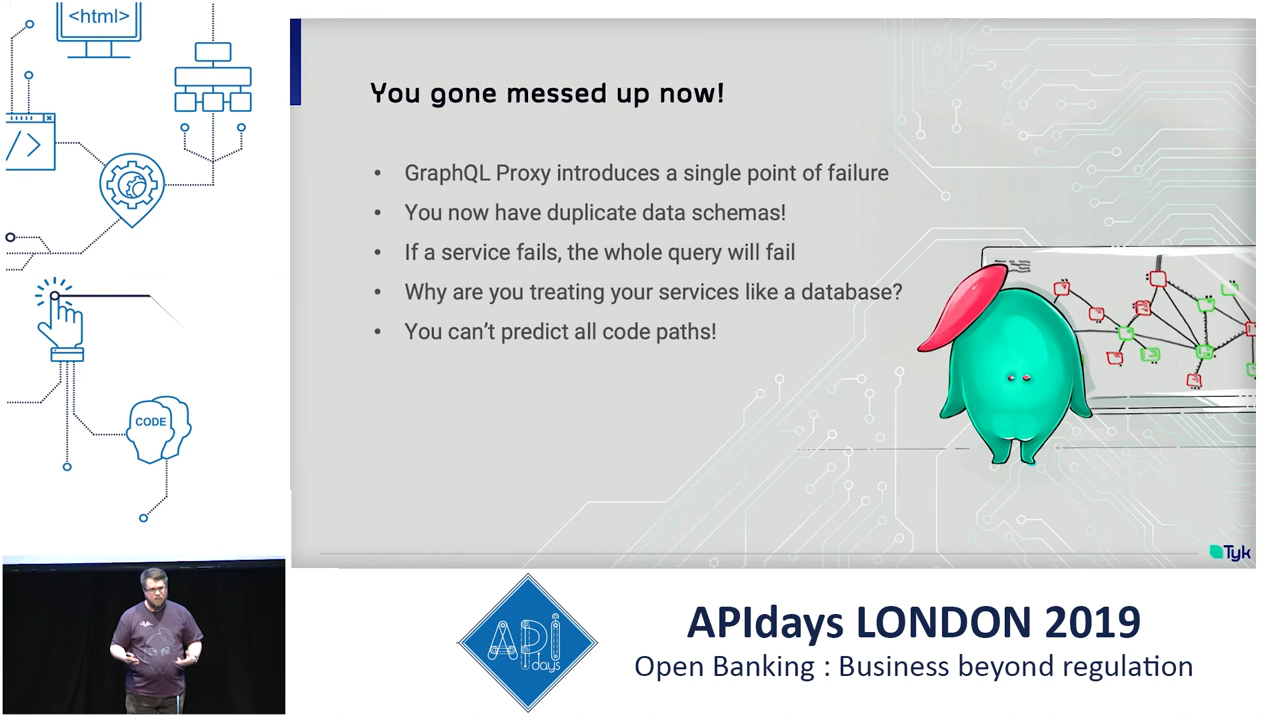 <html>
You gone messed up now!
• GraphQL Proxy introduces a single point of failure
• You now have duplicate data schemas!
• If a service fails, the whole query will fail
• Why are you treating your services like a database?
• You can’t predict all code paths!
</>
CODE
Tyk
API
days
APIdays LONDON 2019
Open Banking : Business beyond regulation